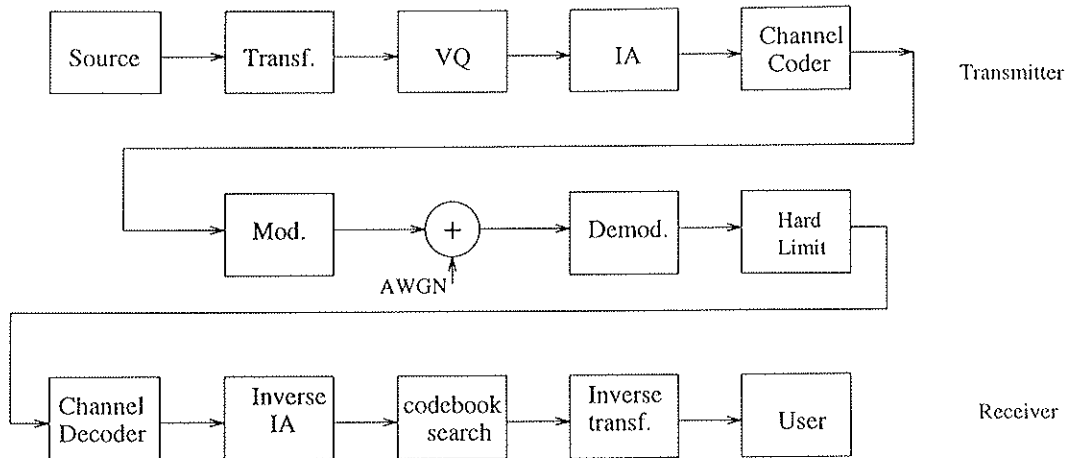 Source
Transf.
VQ
IA
Channel
Coder
Transmitter
Mod.
+
AWGN
Demod.
Hard
Limit
Channel
Decoder
Inverse
IA
codebook
search
Inverse
transf.
User
Receiver